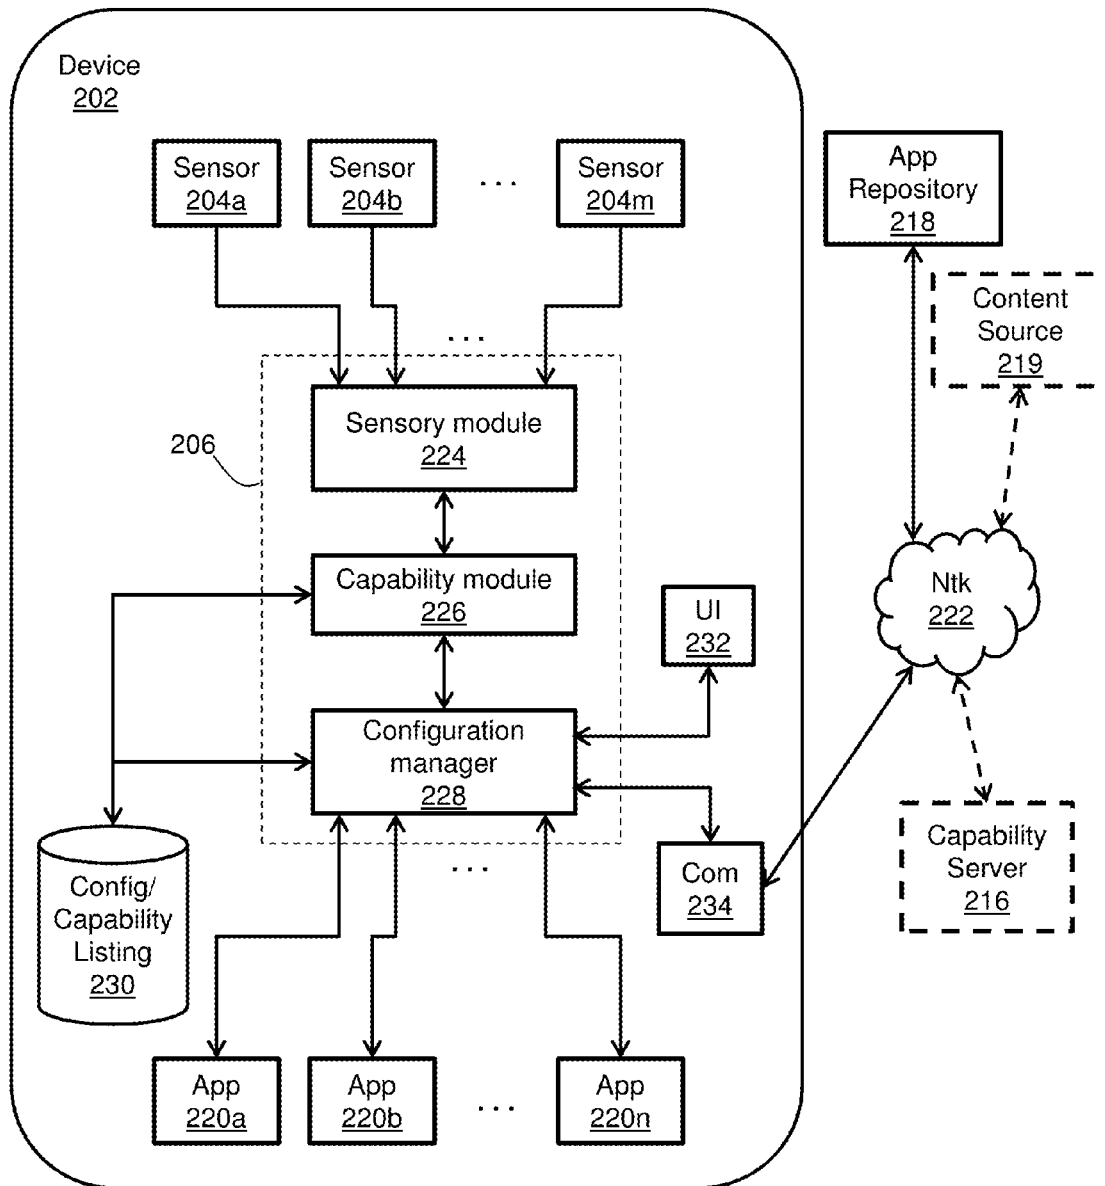 Device
202
Sensor
204a
Sensor
204b
. . .
Sensor
204m
App
Repository
218
Content
Source
219
. . .
206
Sensory module
224
Capability module
226
UI
232
Ntk
222
Configuration
manager
228
Config/
Capability
Listing
230
. . .
Com
234
Capability
Server
216
App
220a
App
220b
. . .
App
220n